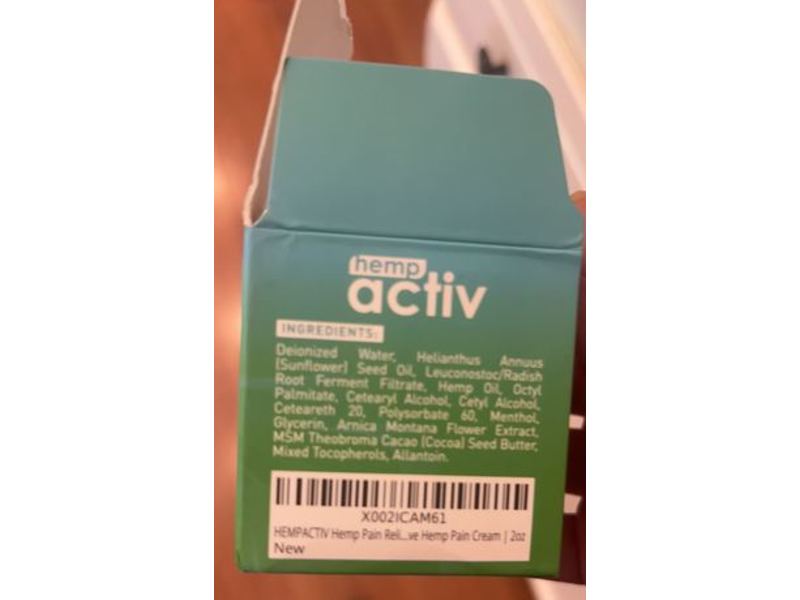 hemp
activ
INGREDIENTS:
Deionized Water, Helianthus Annuus
(Sunflower) Seed Oil, Leuconostoc/Radish
Root Ferment Filtrate, Hemp Oil, Octyl
Palmitate, Cetearyl Alcohol, Cetyl Alcohol,
Ceteareth 20, Polysorbate 60, Menthol,
Glycerin, Arnica Montana Flower Extract,
MSM Theobroma Cacao (Cocoa) Seed Butter,
Mixed Tocopherols, Allantoin.
X002ICAM61
HEMPACTIV Hemp Pain Reli...ve Hemp Pain Cream | 2oz
New